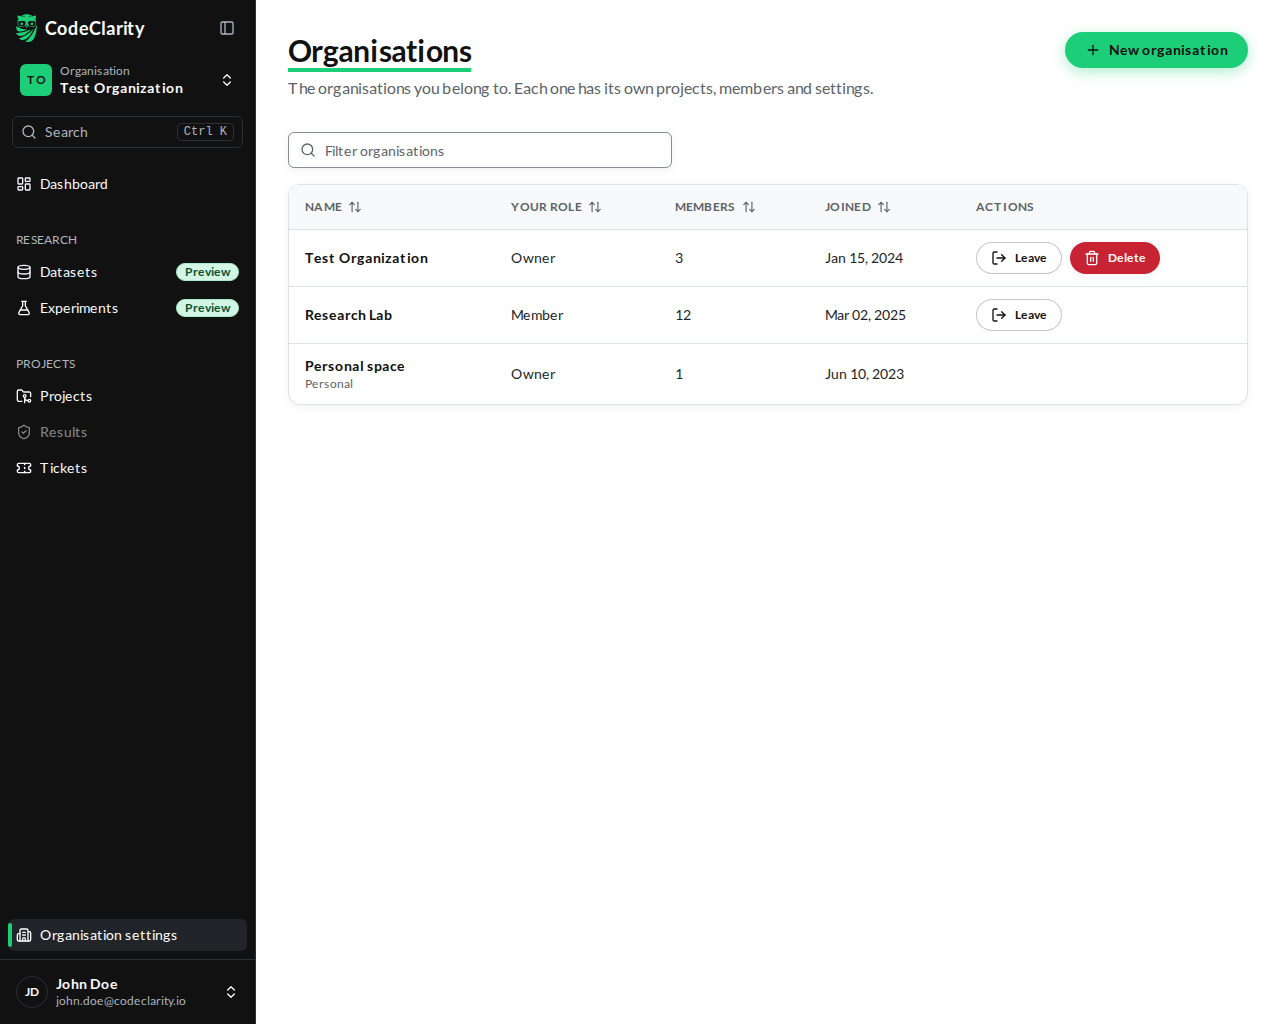 CodeClarity
TO
Organisation
Test Organization
Search
Ctrl K
Dashboard
RESEARCH
Datasets
Preview
Experiments
Preview
PROJECTS
Projects
Results
Tickets
Organisation settings
JD
John Doe
john.doe@codeclarity.io
Organisations
New organisation
The organisations you belong to. Each one has its own projects, members and settings.
Filter organisations
NAME YOUR ROLE MEMBERS JOINED ACTIONS
Test Organization Owner 3 Jan 15, 2024 Leave Delete
Research Lab Member 12 Mar 02, 2025 Leave
Personal space
Personal
Owner 1 Jun 10, 2023